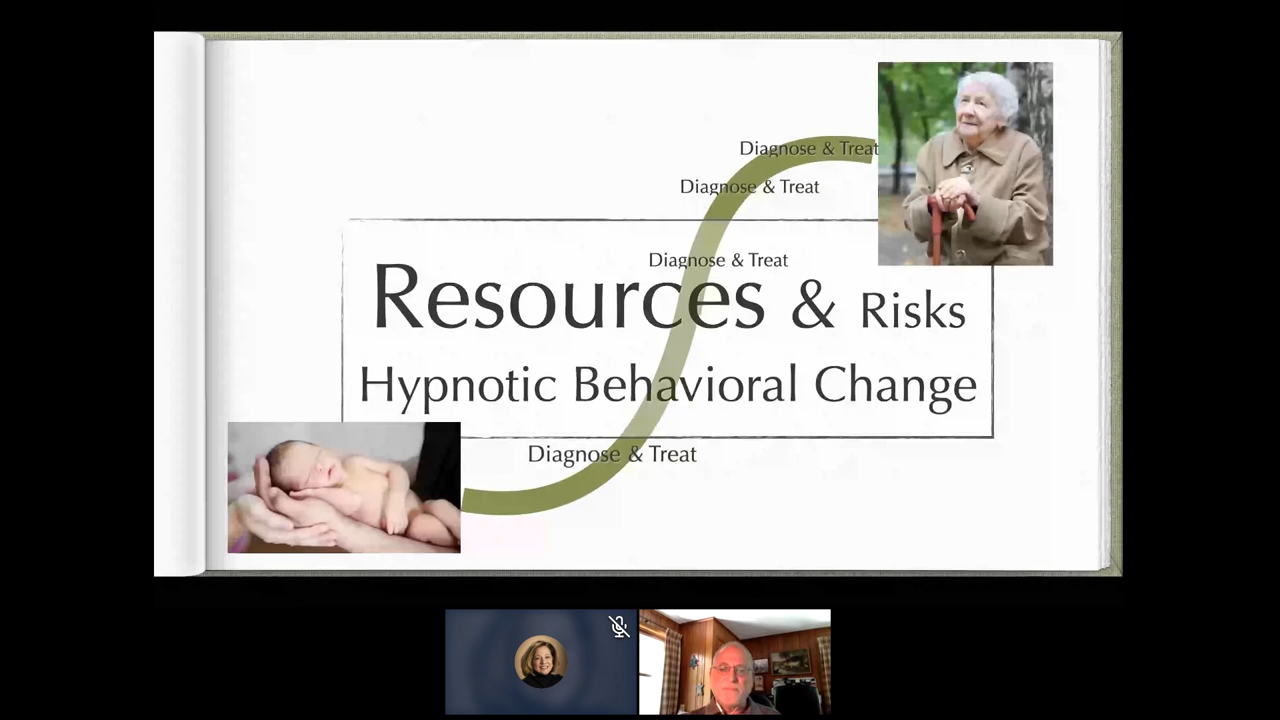 Diagnose & Treat
Diagnose & Treat
Diagnose & Treat
Resources & Risks
Hypnotic Behavioral Change
Diagnose & Treat